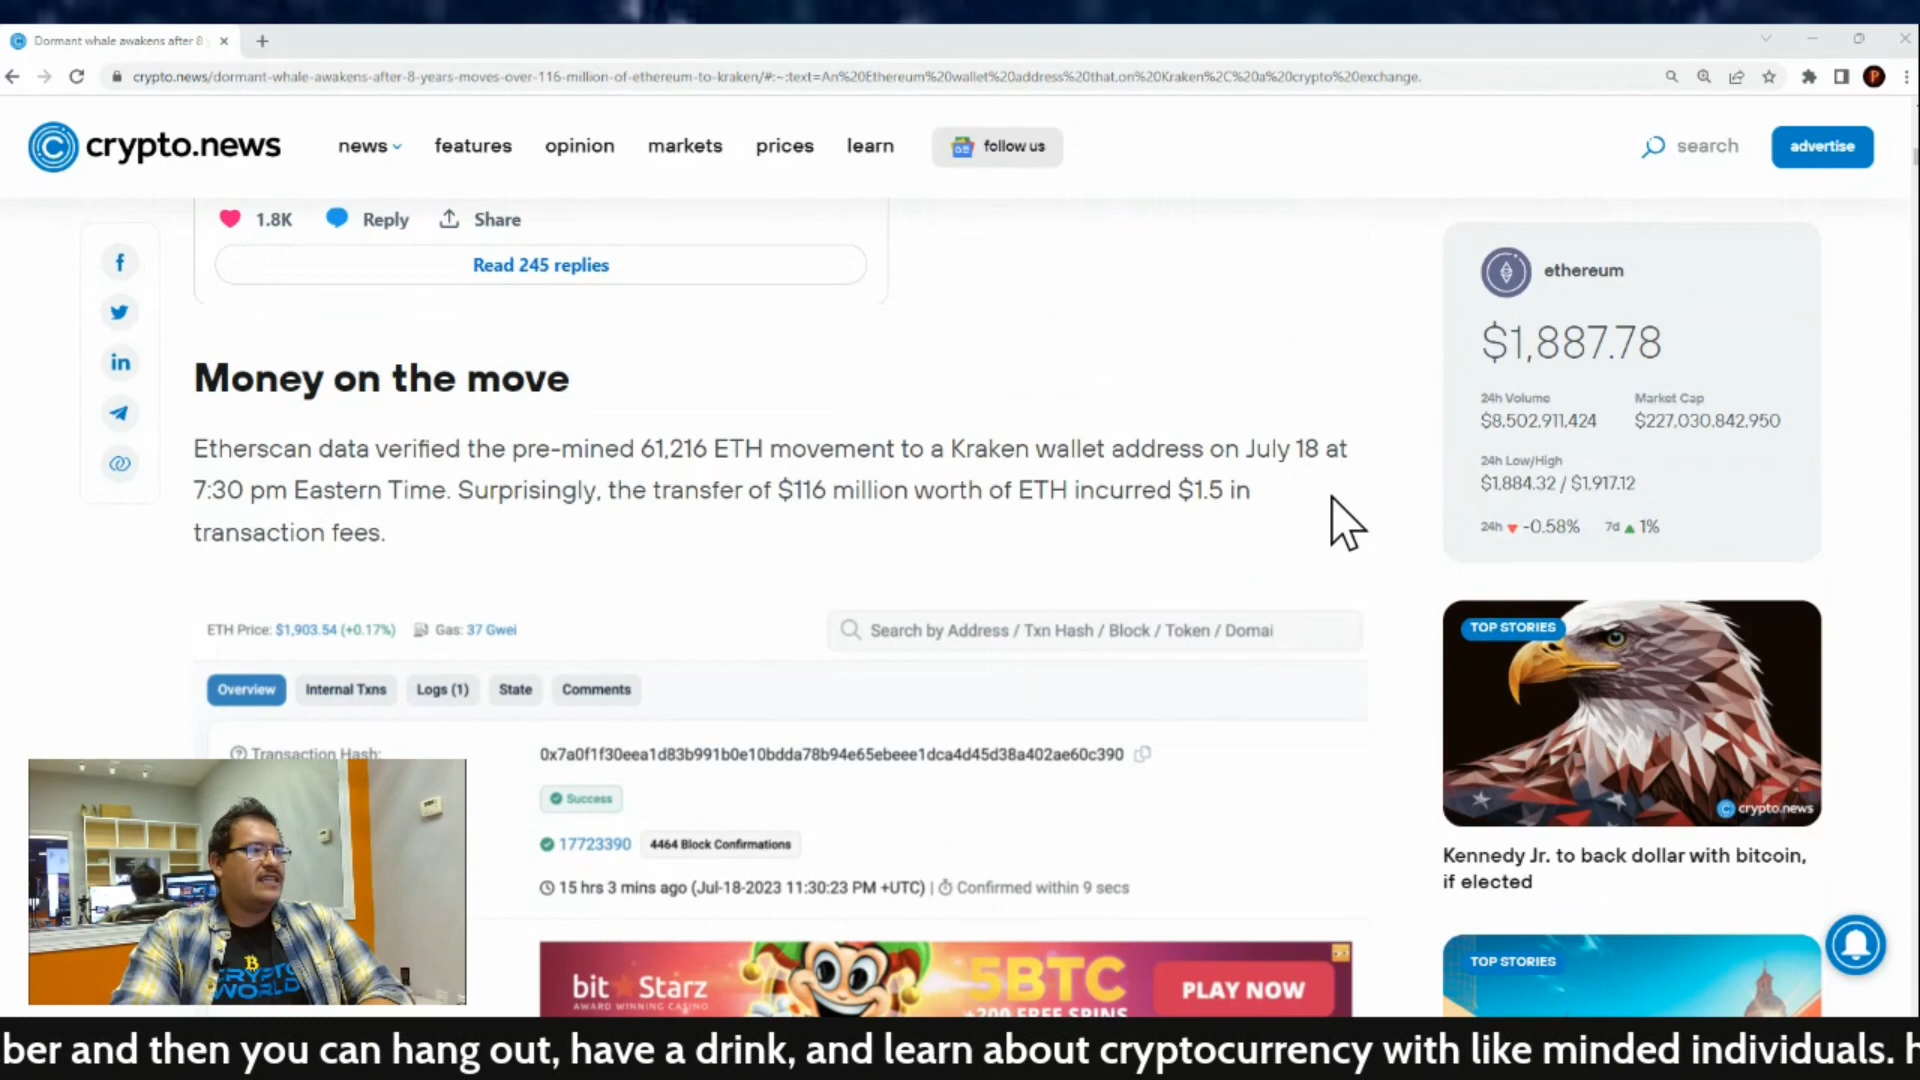 Dormant whale awakens after 8
crypto.news/dormant-whale-awakens-after-8-years-moves-over-116-million-of-ethereum-to-kraken/#:~:text=An%20Ethereum%20wallet%20address%20that,on%20Kraken%2C%20a%20crypto%20exchange.
P
crypto.news
news
features
opinion
markets
prices
learn
follow us
search
advertise
1.8K
Reply
Share
Read 245 replies
Money on the move
Etherscan data verified the pre-mined 61,216 ETH movement to a Kraken wallet address on July 18 at
7:30 pm Eastern Time. Surprisingly, the transfer of $116 million worth of ETH incurred $1.5 in
transaction fees.
ethereum
$1,887.78
24h Volume
Market Cap
$8,502,911,424
$227,030,842,950
24h Low/High
$1,884.32 / $1,917.12
24h -0.58%
7d 1%
ETH Price: $1,903.54 (+0.17%)
Gas: 37 Gwei
Search by Address / Txn Hash / Block / Token / Domai
Overview
Internal Txns
Logs (1)
State
Comments
Transaction Hash:
0x7a0f1f30eea1d83b991b0e10bdda78b94e65ebeee1dca4d45d38a402ae60c390
Success
17723390
4464 Block Confirmations
15 hrs 3 mins ago (Jul-18-2023 11:30:23 PM +UTC) | Confirmed within 9 secs
TOP STORIES
crypto.news
Kennedy Jr. to back dollar with bitcoin,
if elected
TOP STORIES
CRYPTO
WORLD
bit Starz
AWARD WINNING CASINO
5BTC
+200 FREE SPINS
PLAY NOW
ber and then you can hang out, have a drink, and learn about cryptocurrency with like minded individuals. h